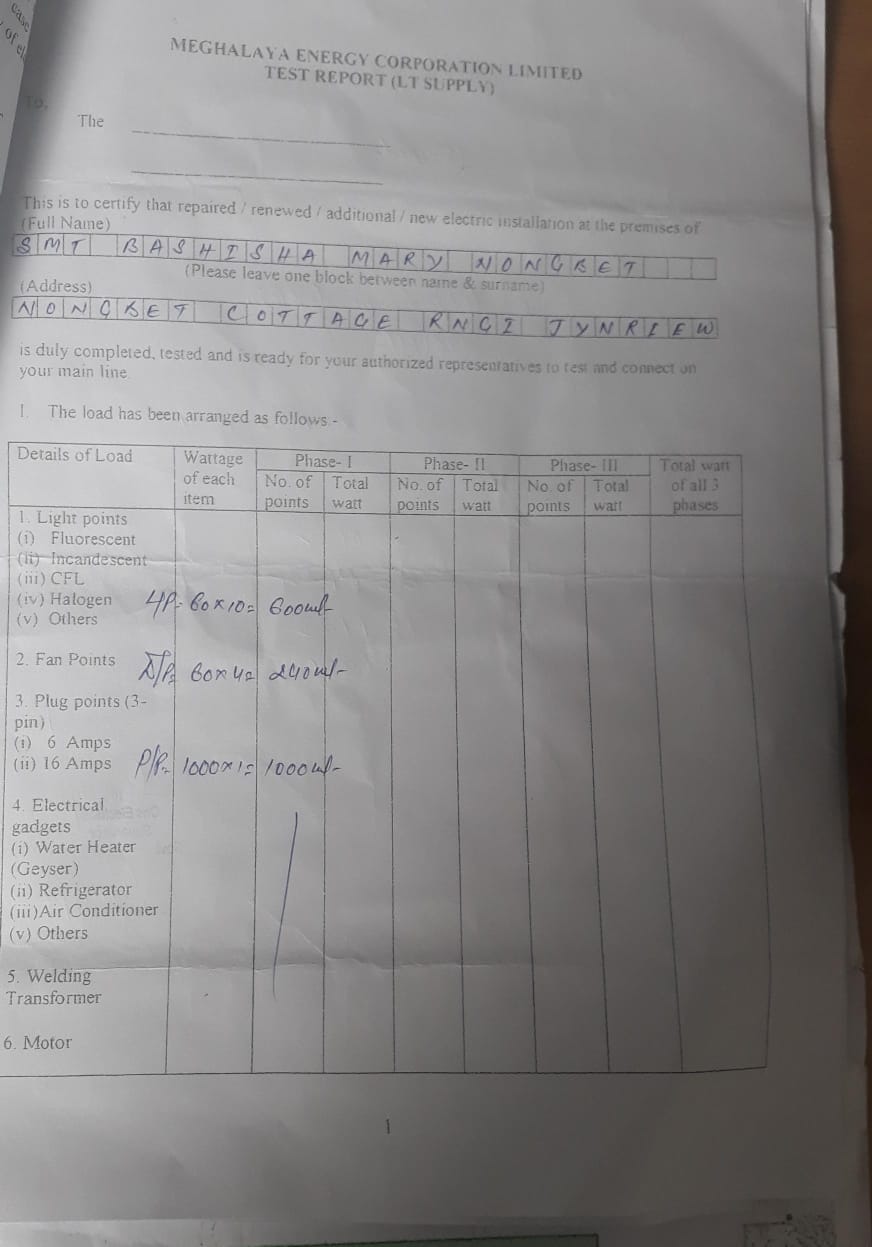 case
of el
MEGHALAYA ENERGY CORPORATION LIMITED
TEST REPORT (LT SUPPLY)
To,
The
This is to certify that repaired / renewed / additional / new electric installation at the premises of
(Full Name)
SMT BASHISHA MARY NONGBET
(Please leave one block between name & surname)
(Address)
NONGBET COTTAGE RNGI JYNRIEW
is duly completed, tested and is ready for your authorized representatives to test and connect on
your main line.
1. The load has been arranged as follows:-
Details of Load Wattage of each item Phase- I Phase- II Phase- III Total watt of all 3 phases
No. of points Total watt No. of points Total watt No. of points Total watt
1. Light points
(i) Fluorescent
(ii) Incandescent
(iii) CFL
(iv) Halogen 60×10= 600
(v) Others
2. Fan Points 60×4= 240
3. Plug points (3-
pin)
(i) 6 Amps
(ii) 16 Amps P/P= 1000×1= 1000
4. Electrical
gadgets
(i) Water Heater
(Geyser)
(ii) Refrigerator
(iii)Air Conditioner
(v) Others
5. Welding
Transformer
6. Motor
1